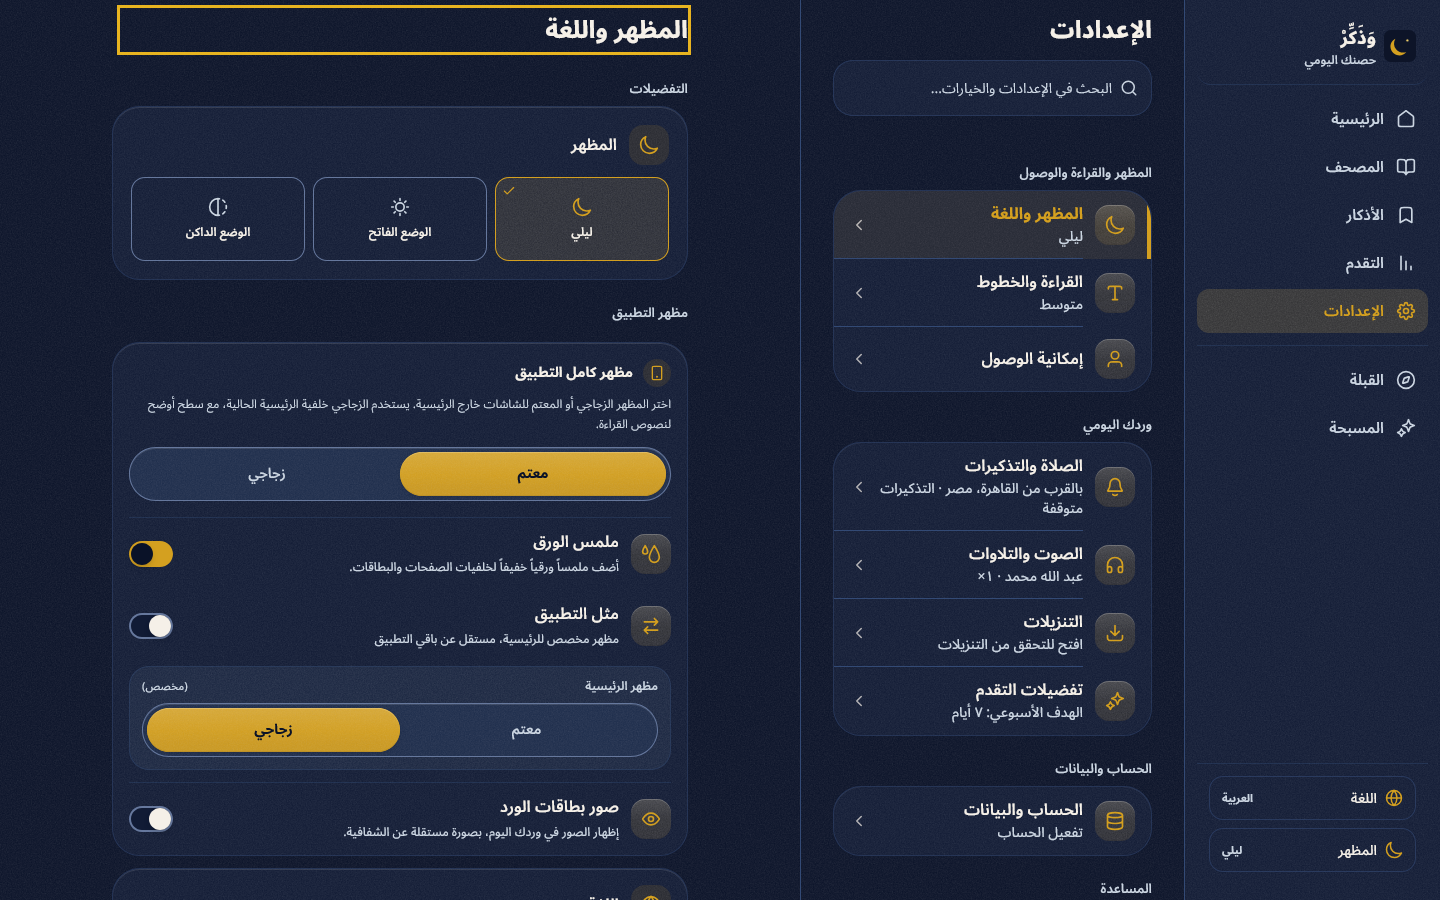 وَذَكِّرْ
حصنك اليومي
الرئيسية
المصحف
الأذكار
التقدم
الإعدادات
القبلة
المسبحة
اللغة
العربية
المظهر
ليلي
الإعدادات
البحث في الإعدادات والخيارات...
المظهر والقراءة والوصول
المظهر واللغة
ليلي
القراءة والخطوط
متوسط
إمكانية الوصول
وردك اليومي
الصلاة والتذكيرات
بالقرب من القاهرة، مصر · التذكيرات
متوقفة
الصوت والتلاوات
عبد الله محمد · ١×
التنزيلات
افتح للتحقق من التنزيلات
تفضيلات التقدم
الهدف الأسبوعي: ٧ أيام
الحساب والبيانات
الحساب والبيانات
تفعيل الحساب
المساعدة
المظهر واللغة
التفضيلات
المظهر
ليلي
الوضع الفاتح
الوضع الداكن
مظهر التطبيق
مظهر كامل التطبيق
اختر المظهر الزجاجي أو المعتم للشاشات خارج الرئيسية. يستخدم الزجاجي خلفية الرئيسية الحالية، مع سطح أوضح
لنصوص القراءة.
معتم
زجاجي
ملمس الورق
أضف ملمساً ورقياً خفيفاً لخلفيات الصفحات والبطاقات.
مثل التطبيق
مظهر مخصص للرئيسية، مستقل عن باقي التطبيق
مظهر الرئيسية
(مخصص)
معتم
زجاجي
صور بطاقات الورد
إظهار الصور في وردك اليوم، بصورة مستقلة عن الشفافية.